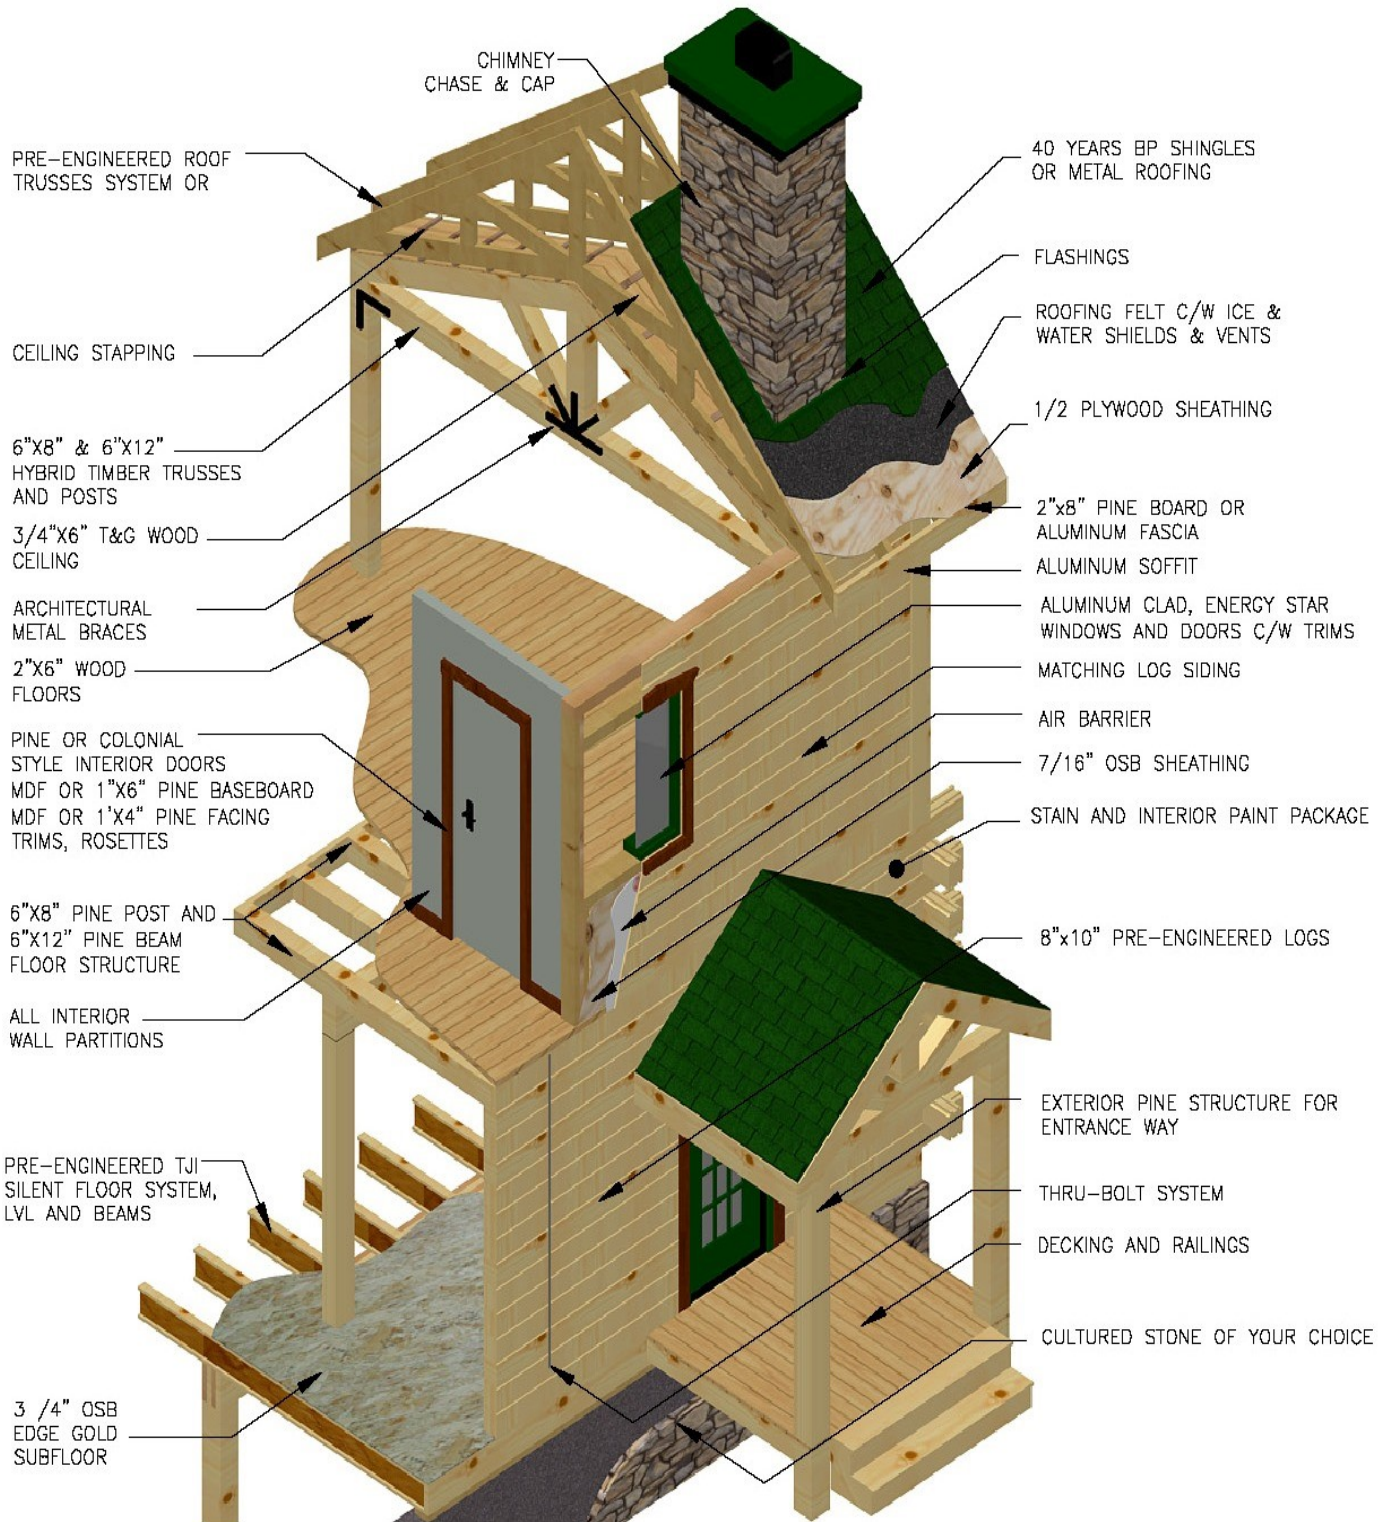 CHIMNEY
CHASE & CAP
PRE-ENGINEERED ROOF
TRUSSES SYSTEM OR
CEILING STAPPING
6"X8" & 6"X12"
HYBRID TIMBER TRUSSES
AND POSTS
3/4"X6" T&G WOOD
CEILING
ARCHITECTURAL
METAL BRACES
2"X6" WOOD
FLOORS
PINE OR COLONIAL
STYLE INTERIOR DOORS
MDF OR 1"X6" PINE BASEBOARD
MDF OR 1'X4" PINE FACING
TRIMS, ROSETTES
6"X8" PINE POST AND
6"X12" PINE BEAM
FLOOR STRUCTURE
ALL INTERIOR
WALL PARTITIONS
PRE-ENGINEERED TJI
SILENT FLOOR SYSTEM,
LVL AND BEAMS
3 /4" OSB
EDGE GOLD
SUBFLOOR
40 YEARS BP SHINGLES
OR METAL ROOFING
FLASHINGS
ROOFING FELT C/W ICE &
WATER SHIELDS & VENTS
1/2 PLYWOOD SHEATHING
2"x8" PINE BOARD OR
ALUMINUM FASCIA
ALUMINUM SOFFIT
ALUMINUM CLAD, ENERGY STAR
WINDOWS AND DOORS C/W TRIMS
MATCHING LOG SIDING
AIR BARRIER
7/16" OSB SHEATHING
STAIN AND INTERIOR PAINT PACKAGE
8"x10" PRE-ENGINEERED LOGS
EXTERIOR PINE STRUCTURE FOR
ENTRANCE WAY
THRU-BOLT SYSTEM
DECKING AND RAILINGS
CULTURED STONE OF YOUR CHOICE